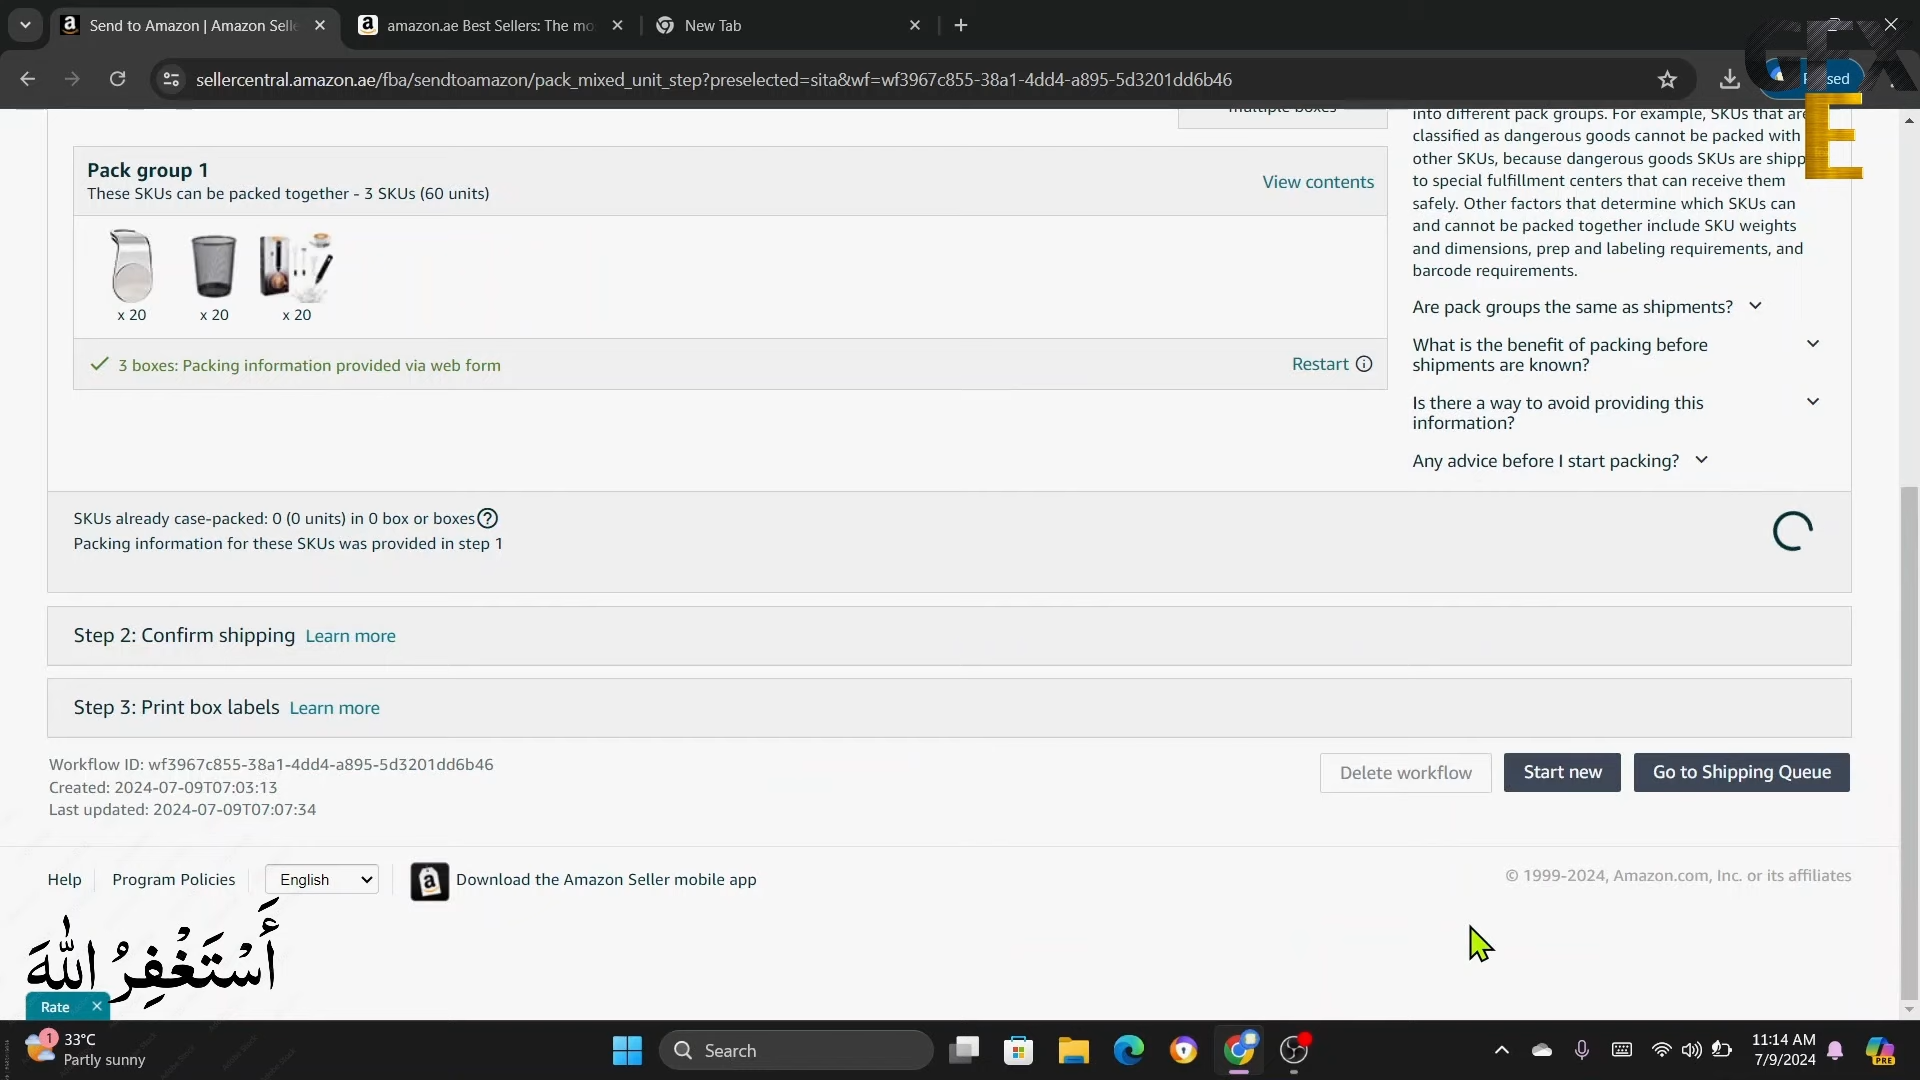 Send to Amazon | Amazon Selle
amazon.ae Best Sellers: The mo
New Tab
sellercentral.amazon.ae/fba/sendtoamazon/pack_mixed_unit_step?preselected=sita&wf=wf3967c855-38a1-4dd4-a895-5d3201dd6b46
GFX
E
multiple boxes
Pack group 1
These SKUs can be packed together - 3 SKUs (60 units)
View contents
x 20
x 20
x 20
3 boxes: Packing information provided via web form
Restart
into different pack groups. For example, SKUs that are
classified as dangerous goods cannot be packed with
other SKUs, because dangerous goods SKUs are shipp
to special fulfillment centers that can receive them
safely. Other factors that determine which SKUs can
and cannot be packed together include SKU weights
and dimensions, prep and labeling requirements, and
barcode requirements.
Are pack groups the same as shipments?
What is the benefit of packing before
shipments are known?
Is there a way to avoid providing this
information?
Any advice before I start packing?
SKUs already case-packed: 0 (0 units) in 0 box or boxes
Packing information for these SKUs was provided in step 1
Step 2: Confirm shipping Learn more
Step 3: Print box labels Learn more
Workflow ID: wf3967c855-38a1-4dd4-a895-5d3201dd6b46
Created: 2024-07-09T07:03:13
Last updated: 2024-07-09T07:07:34
Delete workflow
Start new
Go to Shipping Queue
Help
Program Policies
English
Download the Amazon Seller mobile app
© 1999-2024, Amazon.com, Inc. or its affiliates
أَسْتَغْفِرُ اللهَ
Rate
1
33°C
Partly sunny
Search
11:14 AM
7/9/2024
PRE